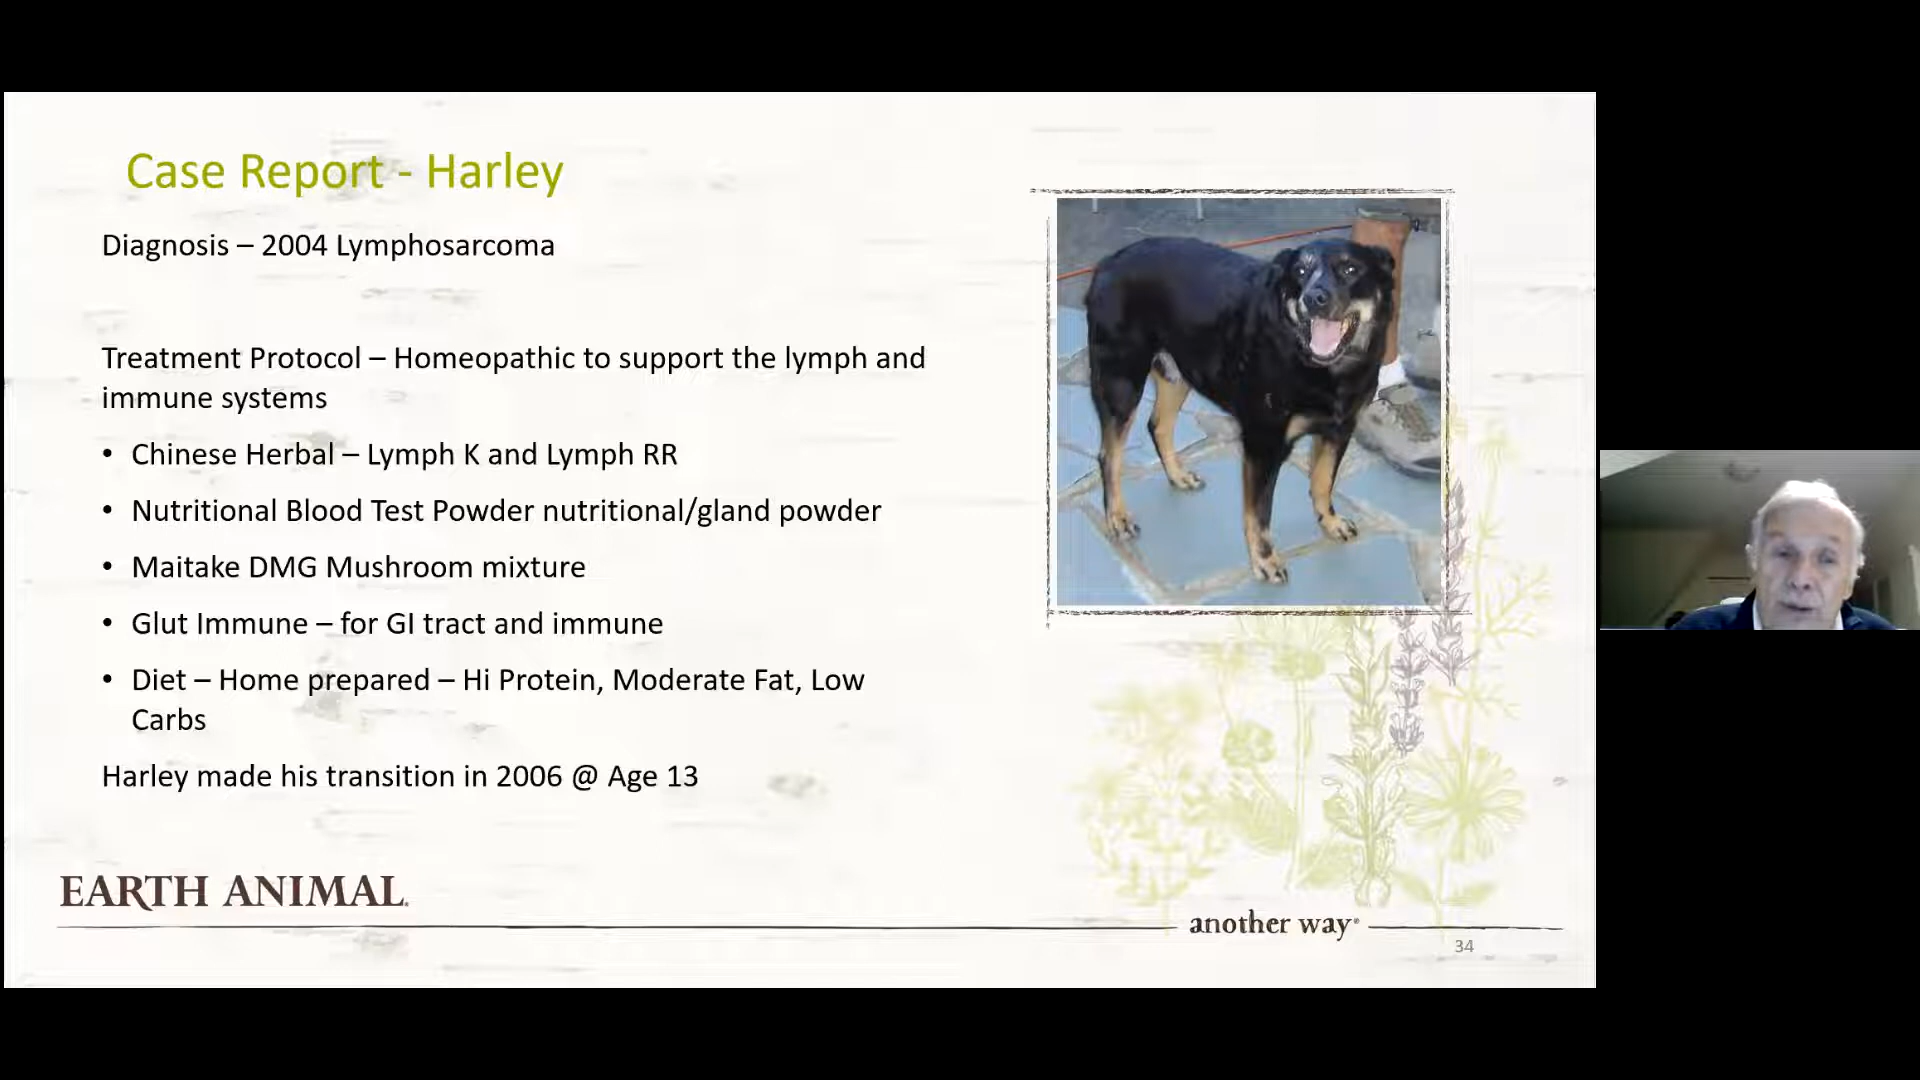 Case Report - Harley
Diagnosis – 2004 Lymphosarcoma
Treatment Protocol – Homeopathic to support the lymph and
immune systems
• Chinese Herbal – Lymph K and Lymph RR
• Nutritional Blood Test Powder nutritional/gland powder
• Maitake DMG Mushroom mixture
• Glut Immune – for GI tract and immune
• Diet – Home prepared – Hi Protein, Moderate Fat, Low
Carbs
Harley made his transition in 2006 @ Age 13
EARTH ANIMAL
another way®
34